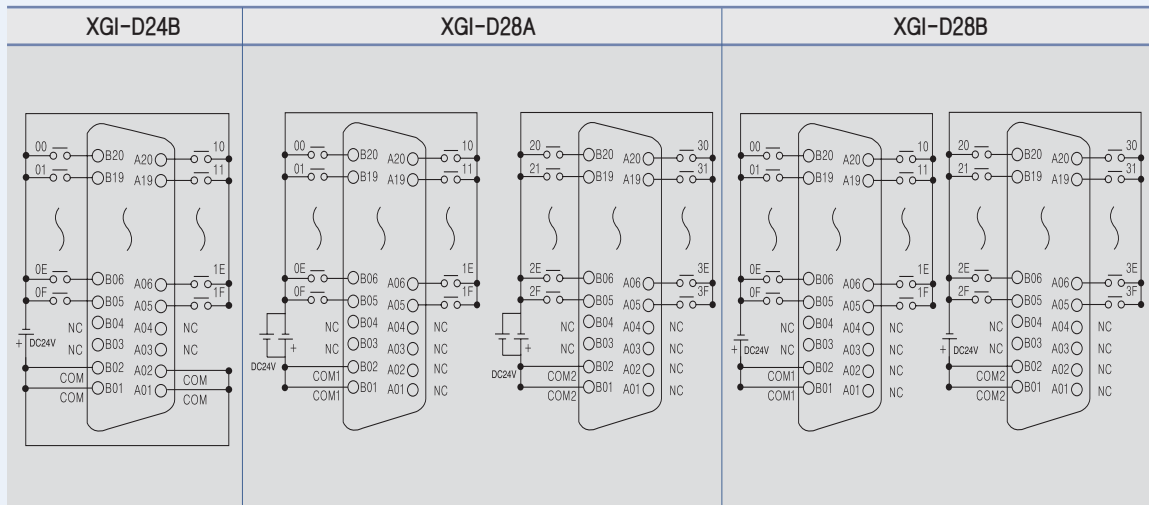 XGI-D24B XGI-D28A XGI-D28B
00 B20 A20 10
01 B19 A19 11
0E B06 A06 1E
0F B05 A05 1F
NC B04 A04 NC
+ DC24V NC B03 A03 NC
COM B02 A02 COM
COM B01 A01 COM
00 B20 A20 10
01 B19 A19 11
0E B06 A06 1E
0F B05 A05 1F
NC B04 A04 NC
+ NC B03 A03 NC
DC24V COM1 B02 A02 NC
COM1 B01 A01 NC
20 B20 A20 30
21 B19 A19 31
2E B06 A06 3E
2F B05 A05 3F
NC B04 A04 NC
+ NC B03 A03 NC
DC24V COM2 B02 A02 NC
COM2 B01 A01 NC
00 B20 A20 10
01 B19 A19 11
0E B06 A06 1E
0F B05 A05 1F
NC B04 A04 NC
+ DC24V NC B03 A03 NC
COM1 B02 A02 NC
COM1 B01 A01 NC
20 B20 A20 30
21 B19 A19 31
2E B06 A06 3E
2F B05 A05 3F
NC B04 A04 NC
+ DC24V NC B03 A03 NC
COM2 B02 A02 NC
COM2 B01 A01 NC